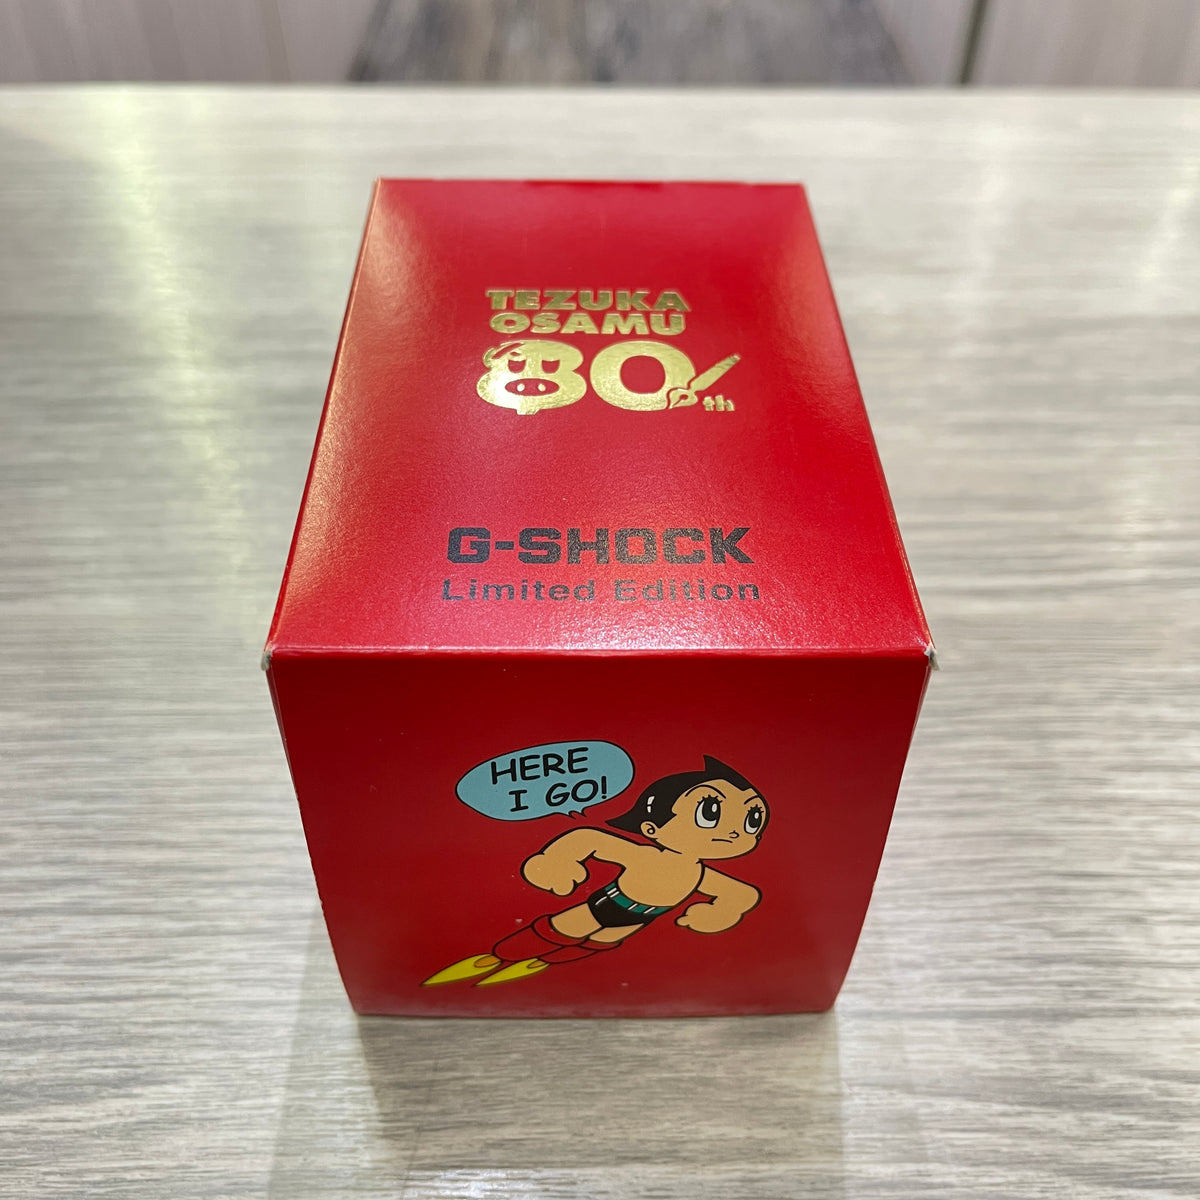 TEZUKA
OSAMU
80th
G-SHOCK
Limited Edition
HERE
I GO!